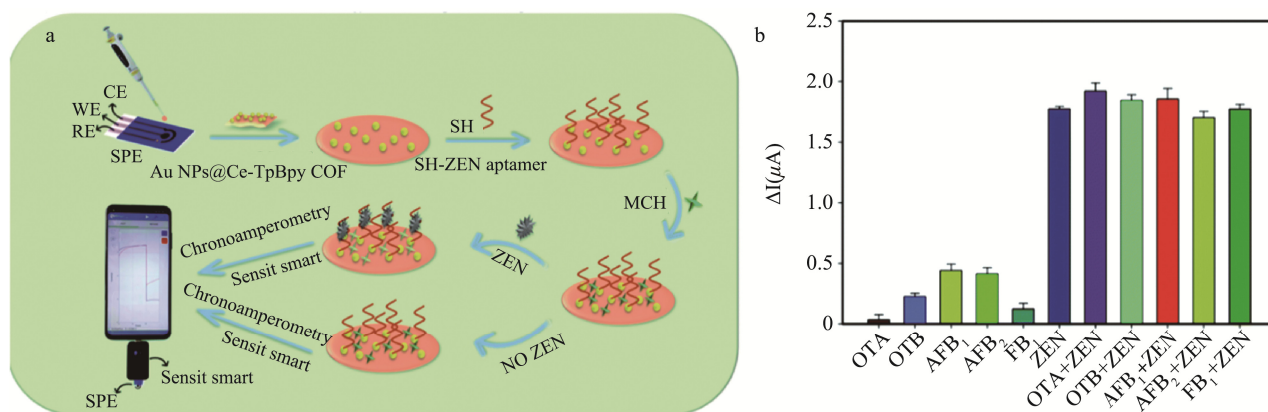 a
CE
WE
RE
SPE
Au NPs@Ce-TpBpy COF
SH
SH-ZEN aptamer
MCH
ZEN
NO ZEN
Chronoamperometry
Sensit smart
Chronoamperometry
Sensit smart
Sensit smart
SPE
b
ΔI(μA)
2.5
2.0
1.5
1.0
0.5
0
OTA
OTB
AFB₁
AFB₂
FB₁
ZEN
OTA+ZEN
OTB+ZEN
AFB₁+ZEN
AFB₂+ZEN
FB₁+ZEN